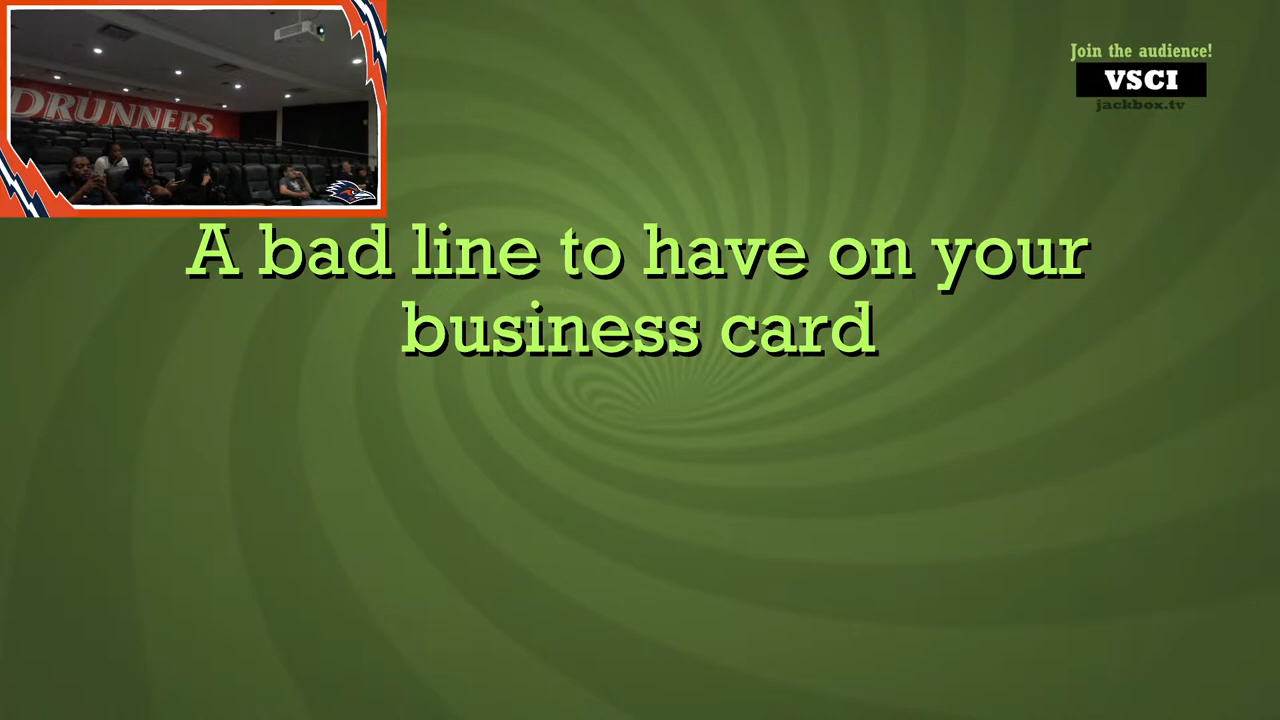 DRUNNERS
Join the audience!
VSCI
jackbox.tv
A bad line to have on your
business card